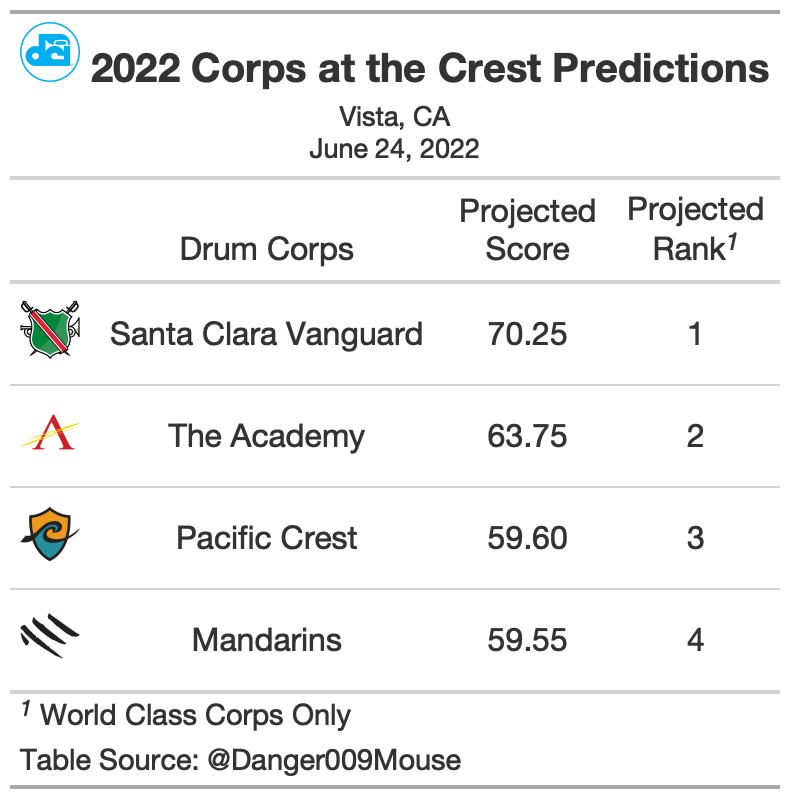 dci
2022 Corps at the Crest Predictions
Vista, CA
June 24, 2022
Drum Corps Projected Score Projected Rank¹
Santa Clara Vanguard 70.25 1
The Academy 63.75 2
Pacific Crest 59.60 3
Mandarins 59.55 4
¹ World Class Corps Only
Table Source: @Danger009Mouse